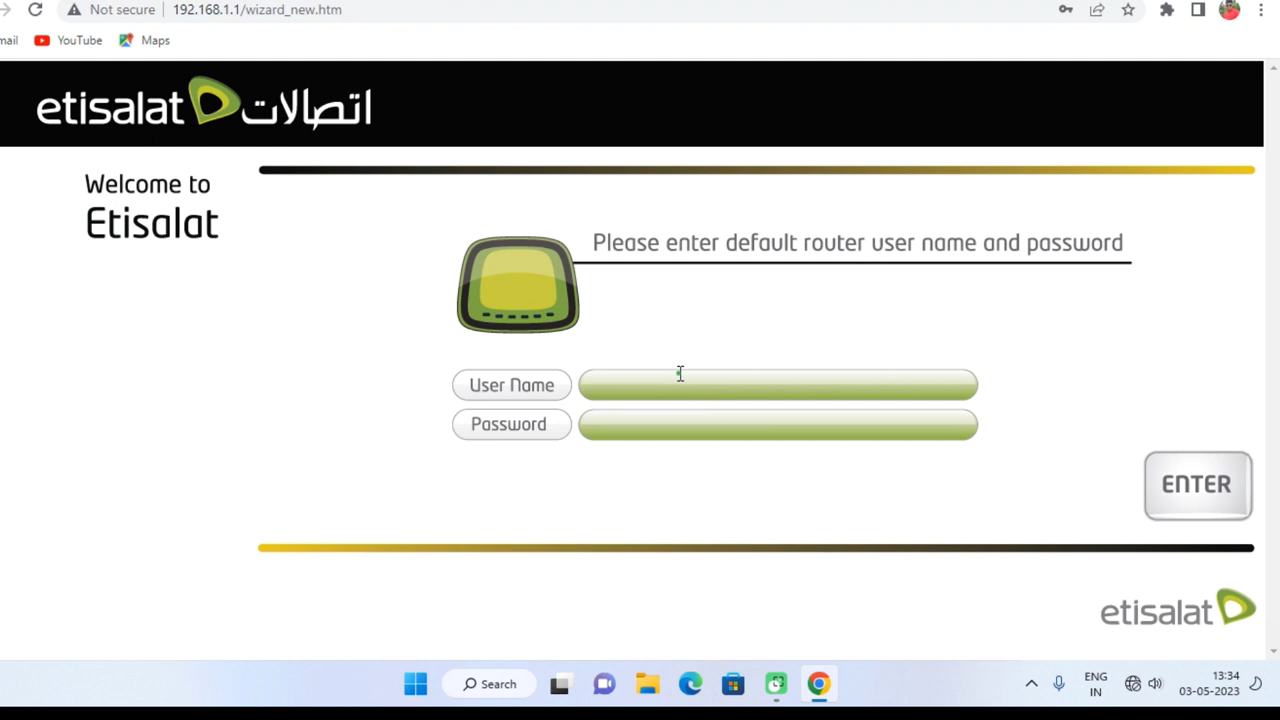 Not secure
192.168.1.1/wizard_new.htm
mail
YouTube
Maps
etisalat اتصالات
Welcome to
Etisalat
Please enter default router user name and password
User Name
Password
ENTER
etisalat
Search
ENG
IN
13:34
03-05-2023